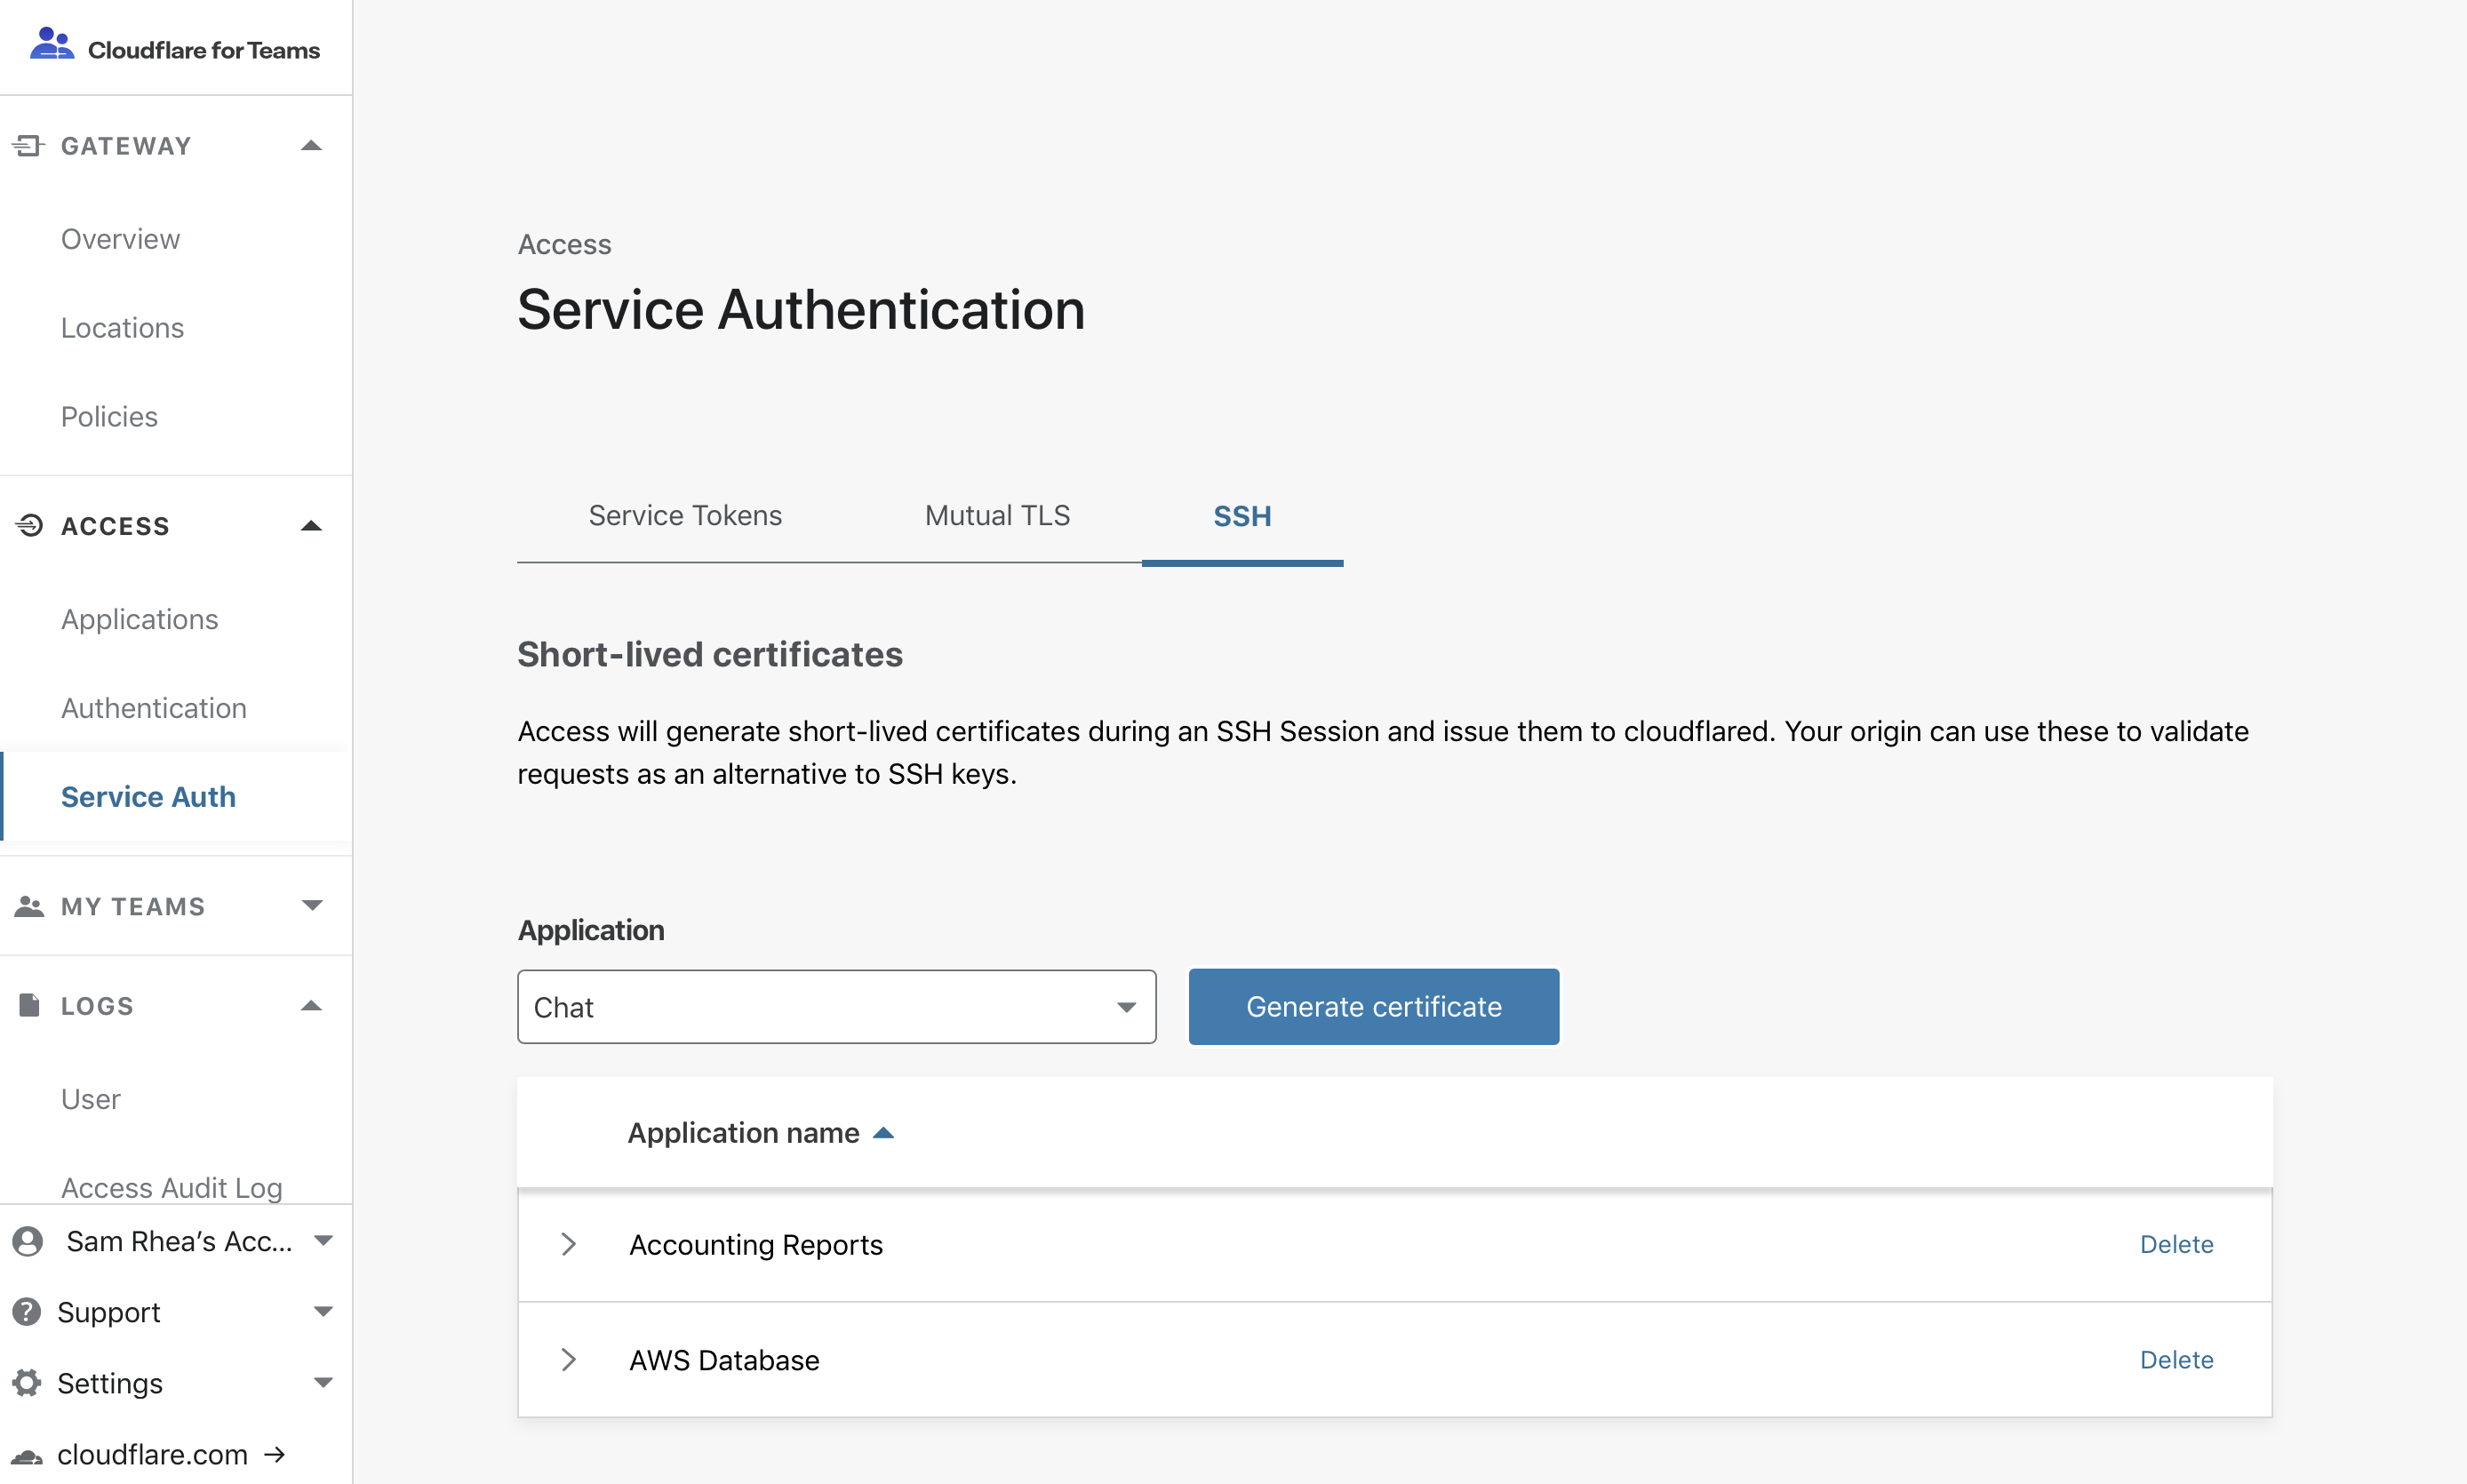 Cloudflare for Teams
GATEWAY
Overview
Locations
Policies
ACCESS
Applications
Authentication
Service Auth
MY TEAMS
LOGS
User
Access Audit Log
Sam Rhea’s Acc...
Support
Settings
cloudflare.com →
Access
Service Authentication
Service Tokens
Mutual TLS
SSH
Short-lived certificates
Access will generate short-lived certificates during an SSH Session and issue them to cloudflared. Your origin can use these to validate
requests as an alternative to SSH keys.
Application
Chat
Generate certificate
Application name
Accounting Reports
Delete
AWS Database
Delete